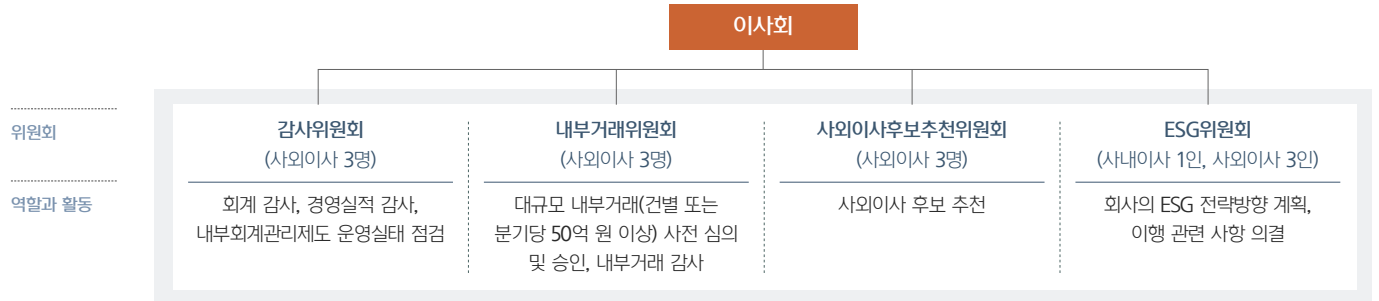 이사회
위원회
감사위원회
(사외이사 3명)
내부거래위원회
(사외이사 3명)
사외이사후보추천위원회
(사외이사 3명)
ESG위원회
(사내이사 1인, 사외이사 3인)
역할과 활동
회계 감사, 경영실적 감사,
내부회계관리제도 운영실태 점검
대규모 내부거래(건별 또는
분기당 50억 원 이상) 사전 심의
및 승인, 내부거래 감사
사외이사 후보 추천
회사의 ESG 전략방향 계획,
이행 관련 사항 의결